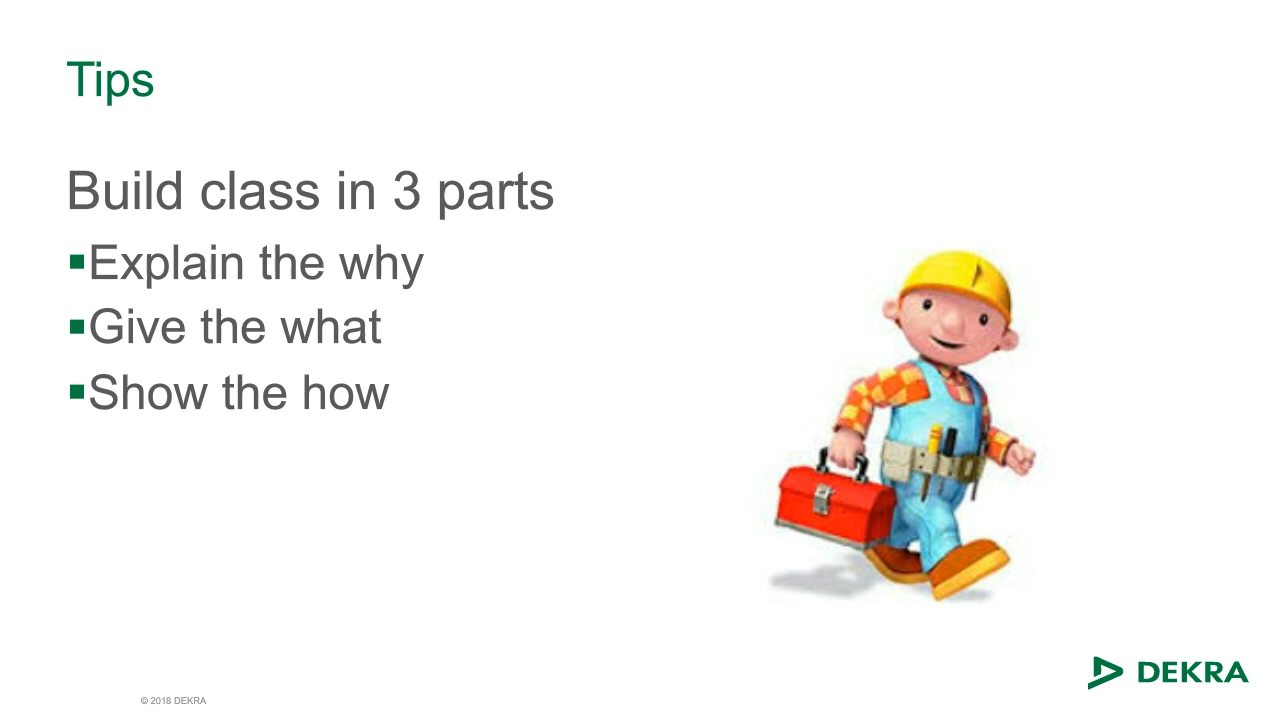 Tips
Build class in 3 parts
▪Explain the why
▪Give the what
▪Show the how
© 2018 DEKRA
DEKRA